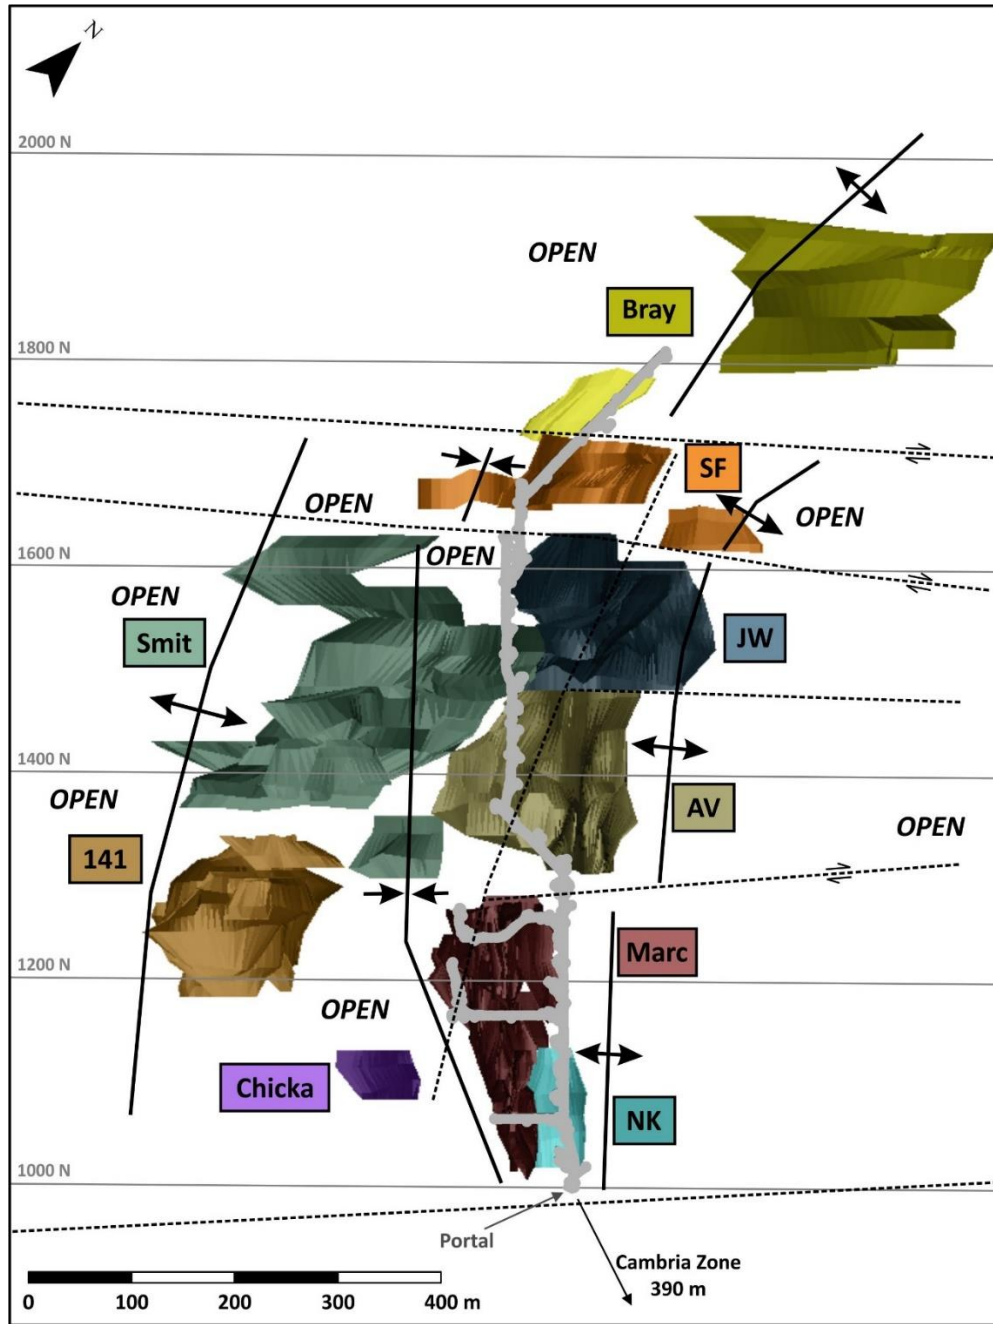 N
2000 N
OPEN
Bray
1800 N
SF
OPEN
OPEN
OPEN
1600 N
OPEN
Smit
JW
1400 N
OPEN
AV
OPEN
141
Marc
1200 N
OPEN
Chicka
NK
1000 N
Portal
Cambria Zone
390 m
0 100 200 300 400 m